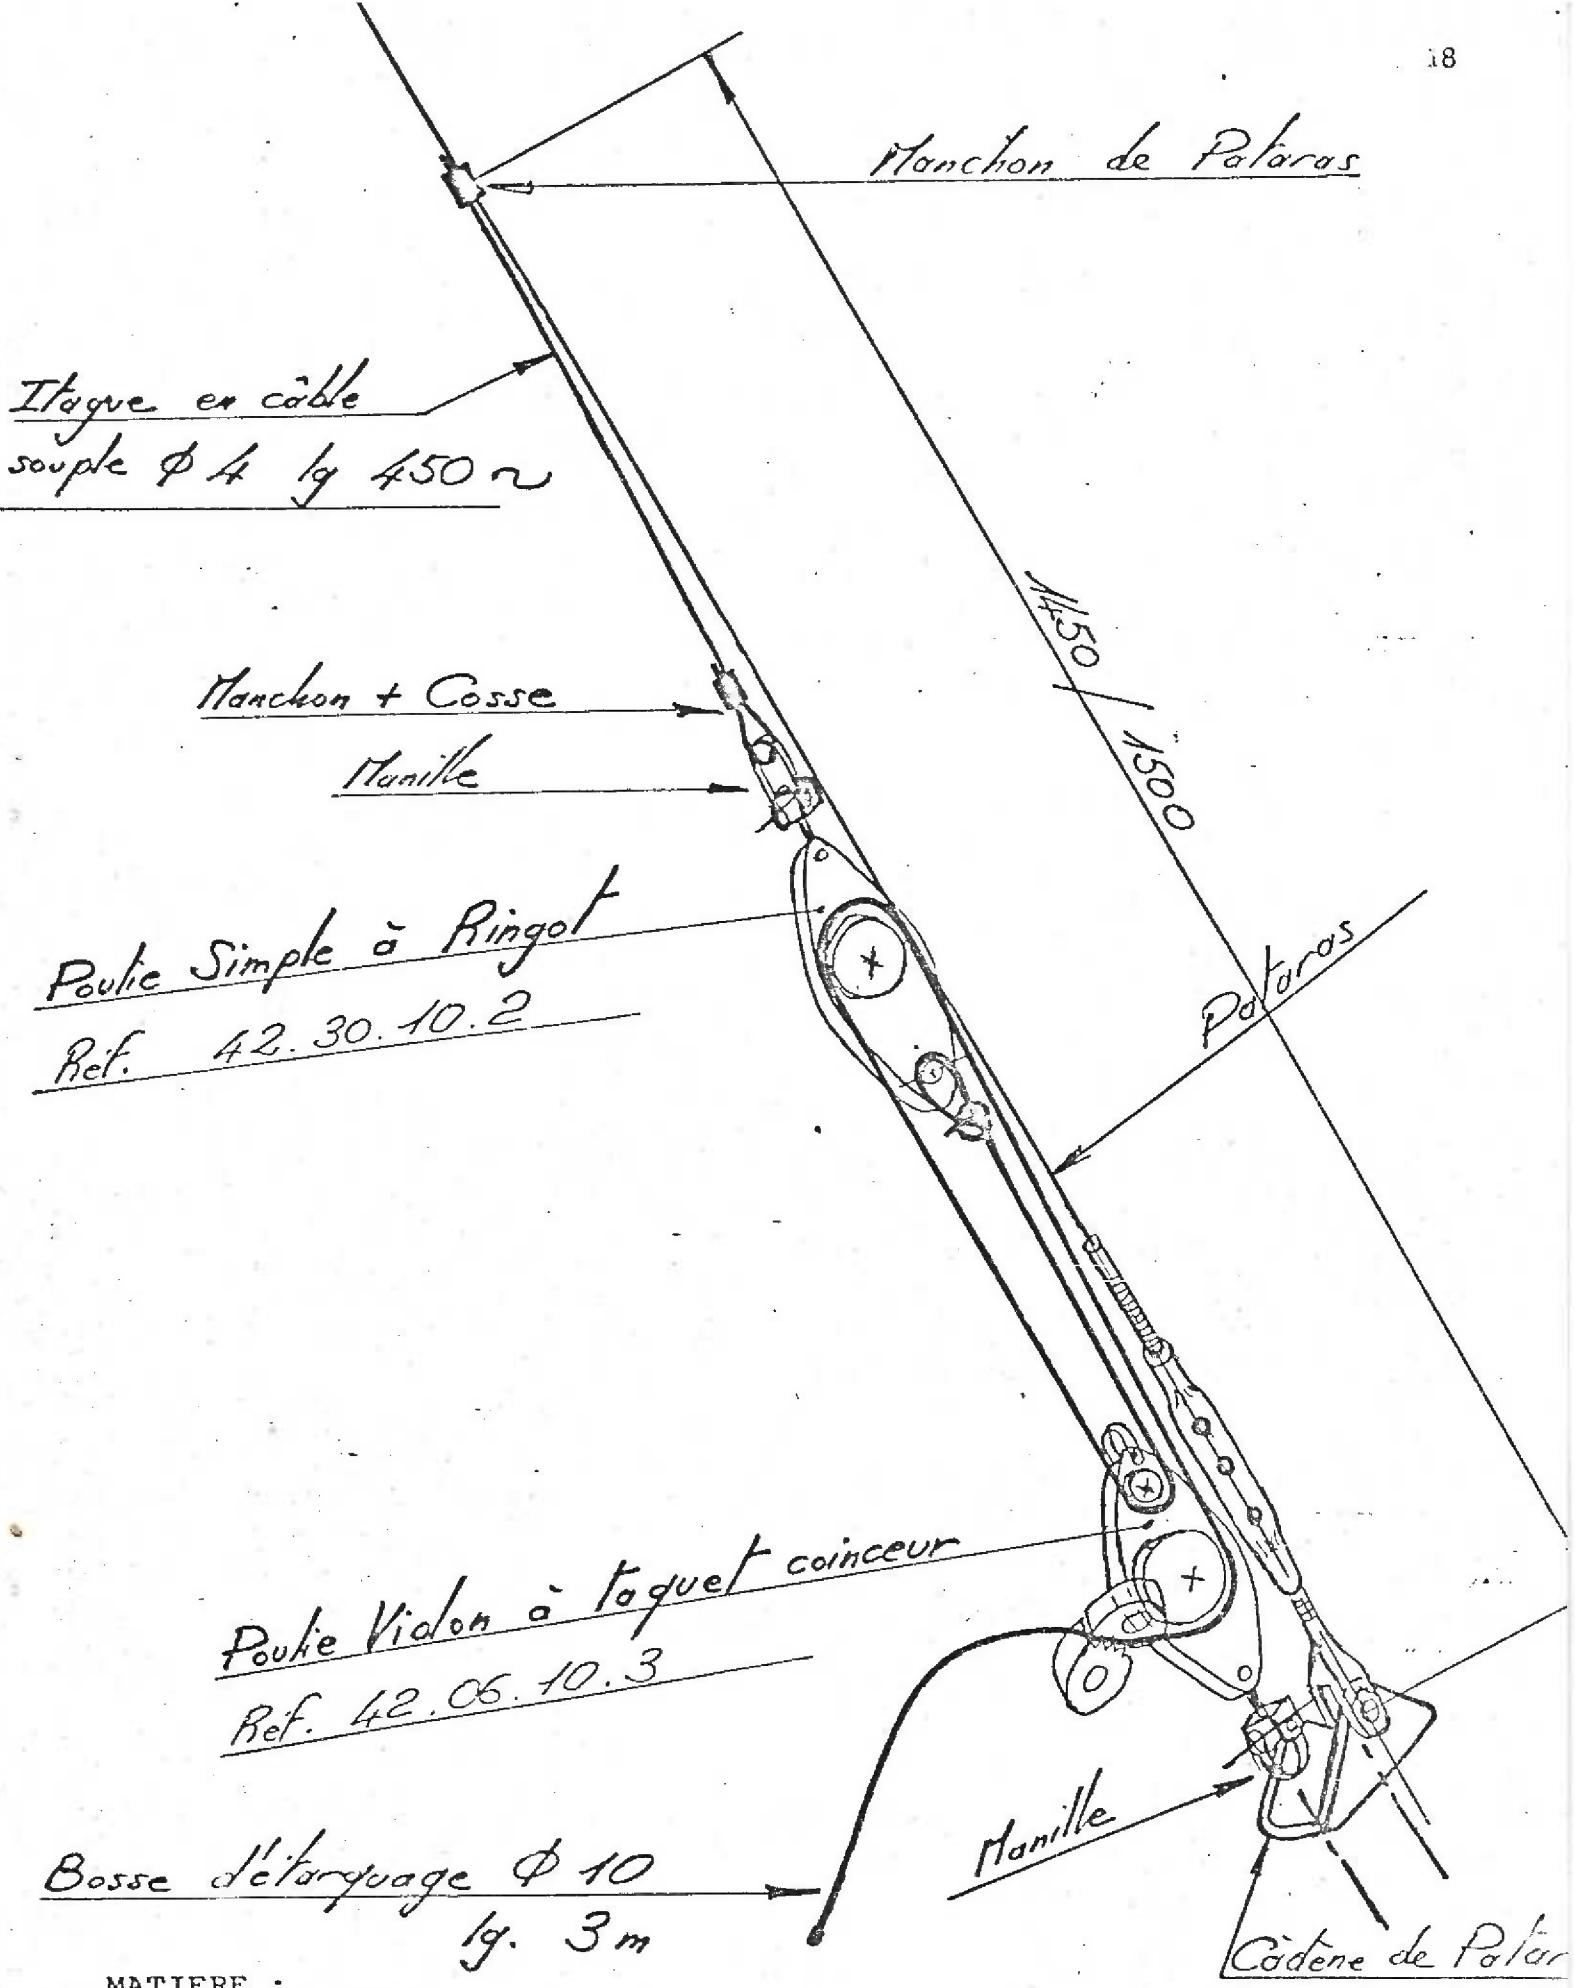 18
Manchon de Pataras
Itague en câble
souple Ø 4 lg 450 ~
Manchon + Cosse
Manille
1450 / 1500
Poulie Simple à Ringot
Réf. 42.30.10.2
Pataras
Poulie Violon à taquet coinceur
Réf. 42.06.10.3
Manille
Bosse d'étarquage Ø 10
lg. 3 m
Cadène de Patar
MATIERE :